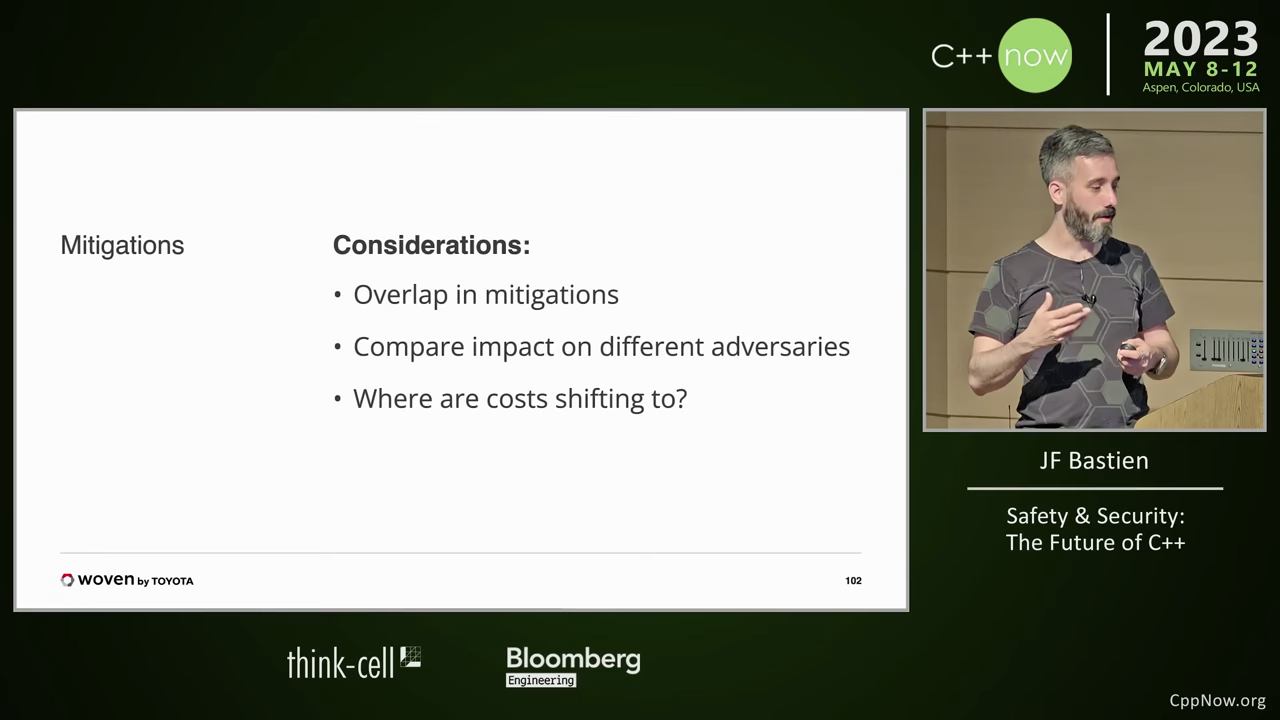 C++ now
2023
MAY 8-12
Aspen, Colorado, USA
Mitigations
Considerations:
• Overlap in mitigations
• Compare impact on different adversaries
• Where are costs shifting to?
woven by TOYOTA
102
JF Bastien
Safety & Security:
The Future of C++
think-cell
Bloomberg
Engineering
CppNow.org